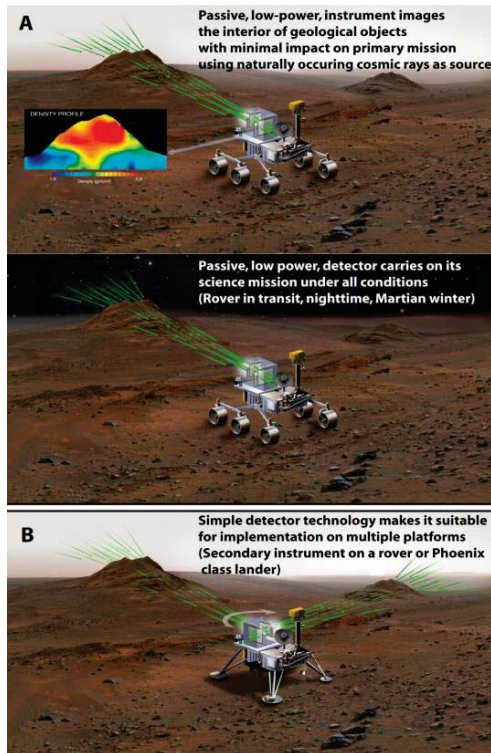 A
Passive, low-power, instrument images
the interior of geological objects
with minimal impact on primary mission
using naturally occuring cosmic rays as source
DENSITY PROFILE
Density (gm/cm³)
Passive, low power, detector carries on its
science mission under all conditions
(Rover in transit, nighttime, Martian winter)
B
Simple detector technology makes it suitable
for implementation on multiple platforms
(Secondary instrument on a rover or Phoenix
class lander)